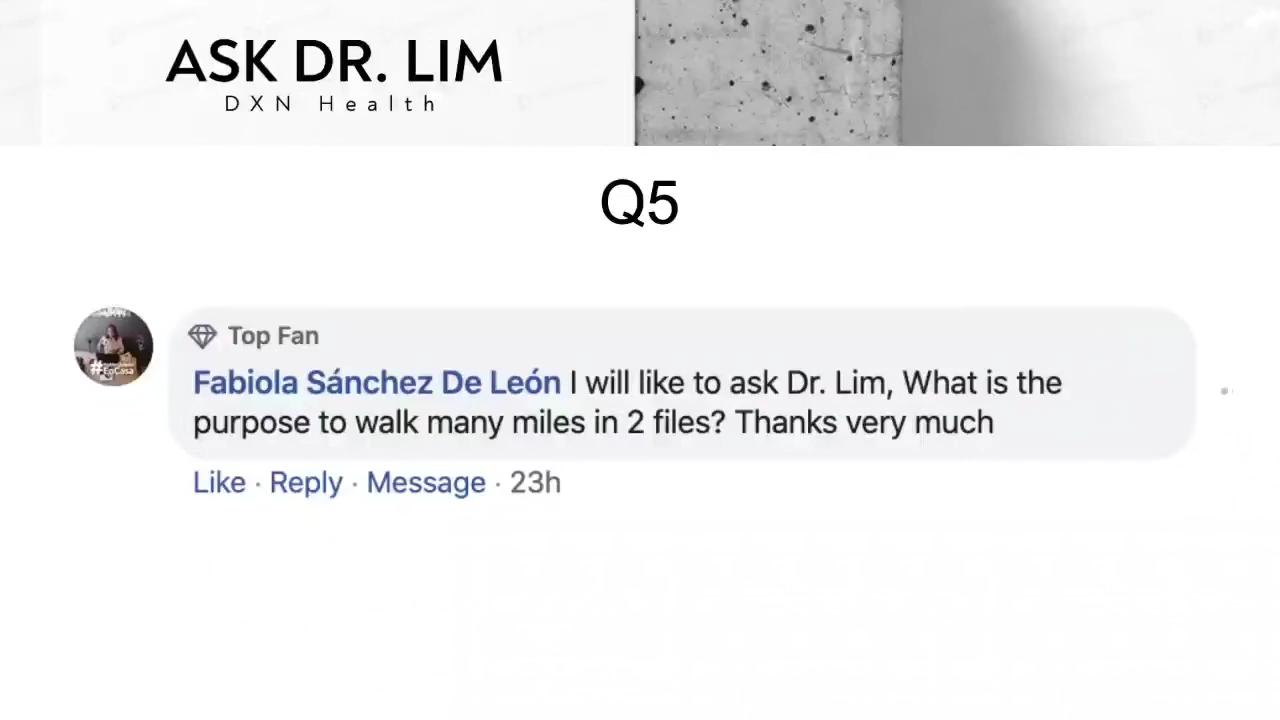 ASK DR. LIM
DXN Health
Q5
Top Fan
Fabiola Sánchez De León I will like to ask Dr. Lim, What is the
purpose to walk many miles in 2 files? Thanks very much
Like · Reply · Message · 23h
#EnCasa